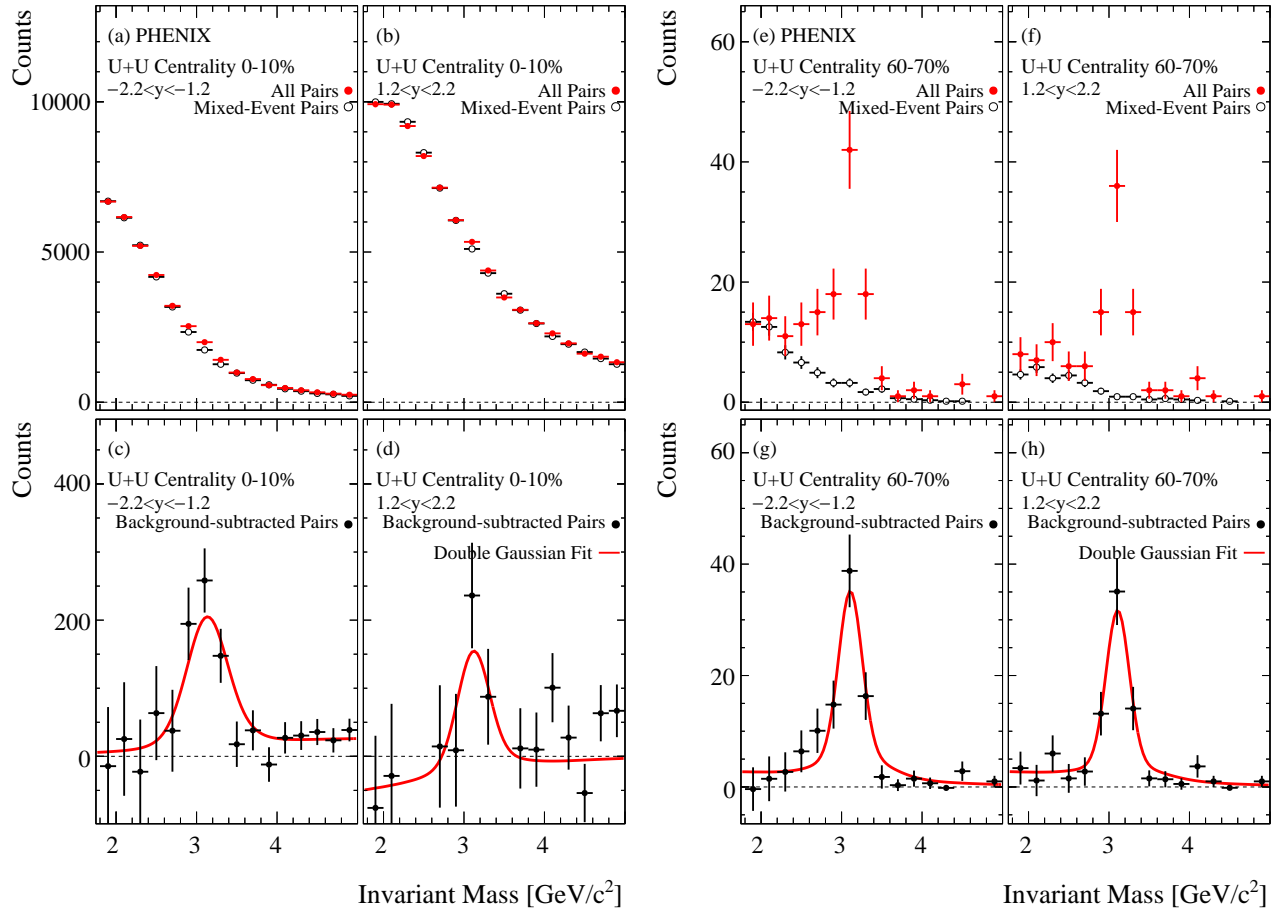 Counts
(a) PHENIX
U+U Centrality 0-10%
−2.2<y<−1.2
All Pairs
Mixed-Event Pairs
10000
5000
0
(b)
U+U Centrality 0-10%
1.2<y<2.2
All Pairs
Mixed-Event Pairs
Counts
(c)
U+U Centrality 0-10%
−2.2<y<−1.2
Background-subtracted Pairs
400
200
0
2 3 4
(d)
U+U Centrality 0-10%
1.2<y<2.2
Background-subtracted Pairs
Double Gaussian Fit
2 3 4
Invariant Mass [GeV/c²]
Counts
(e) PHENIX
U+U Centrality 60-70%
−2.2<y<−1.2
All Pairs
Mixed-Event Pairs
60
40
20
0
(f)
U+U Centrality 60-70%
1.2<y<2.2
All Pairs
Mixed-Event Pairs
Counts
(g)
U+U Centrality 60-70%
−2.2<y<−1.2
Background-subtracted Pairs
60
40
20
0
2 3 4
(h)
U+U Centrality 60-70%
1.2<y<2.2
Background-subtracted Pairs
Double Gaussian Fit
2 3 4
Invariant Mass [GeV/c²]